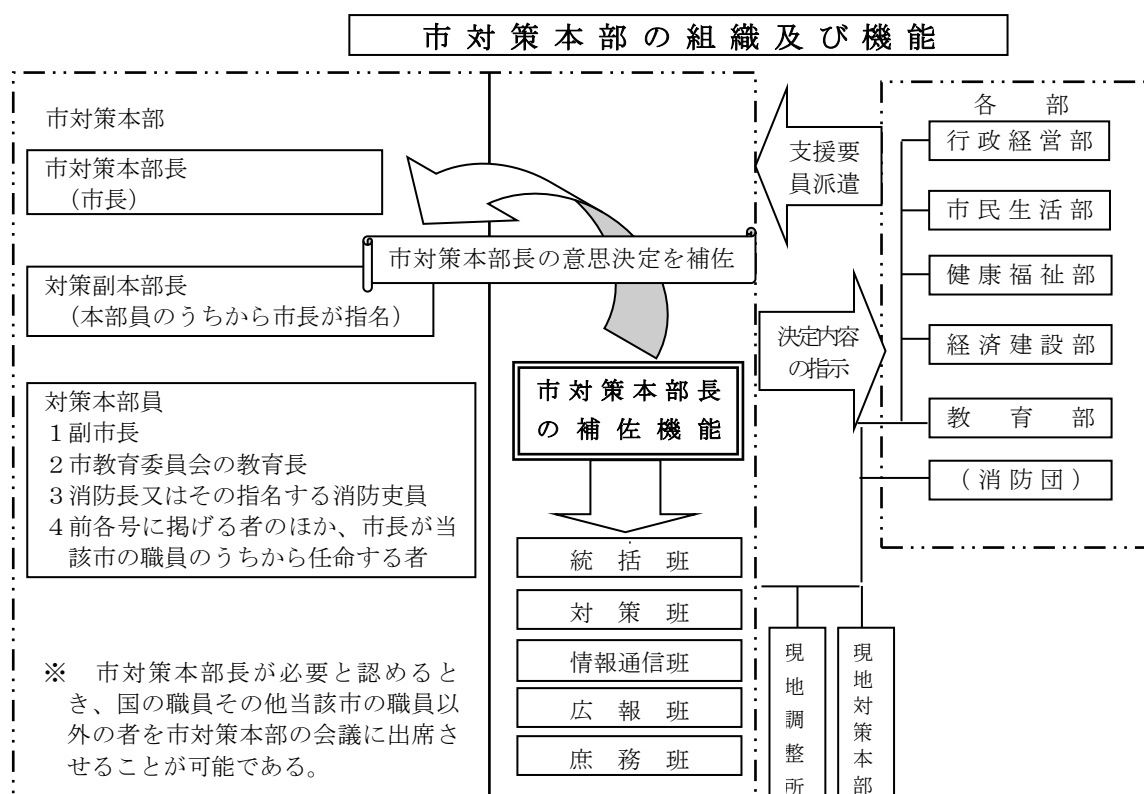 市対策本部の組織及び機能
市対策本部
市対策本部長
（市長）
対策副本部長
（本部員のうちから市長が指名）
対策本部員
１副市長
２市教育委員会の教育長
３消防長又はその指名する消防吏員
４前各号に掲げる者のほか、市長が当
該市の職員のうちから任命する者
※　市対策本部長が必要と認めると
き、国の職員その他当該市の職員以
外の者を市対策本部の会議に出席さ
せることが可能である。
市対策本部長の意思決定を補佐
市対策本部長
の補佐機能
統括班
対策班
情報通信班
広報班
庶務班
支援要
員派遣
決定内容
の指示
各部
行政経営部
市民生活部
健康福祉部
経済建設部
教育部
（消防団）
現地調整所
現地対策本部